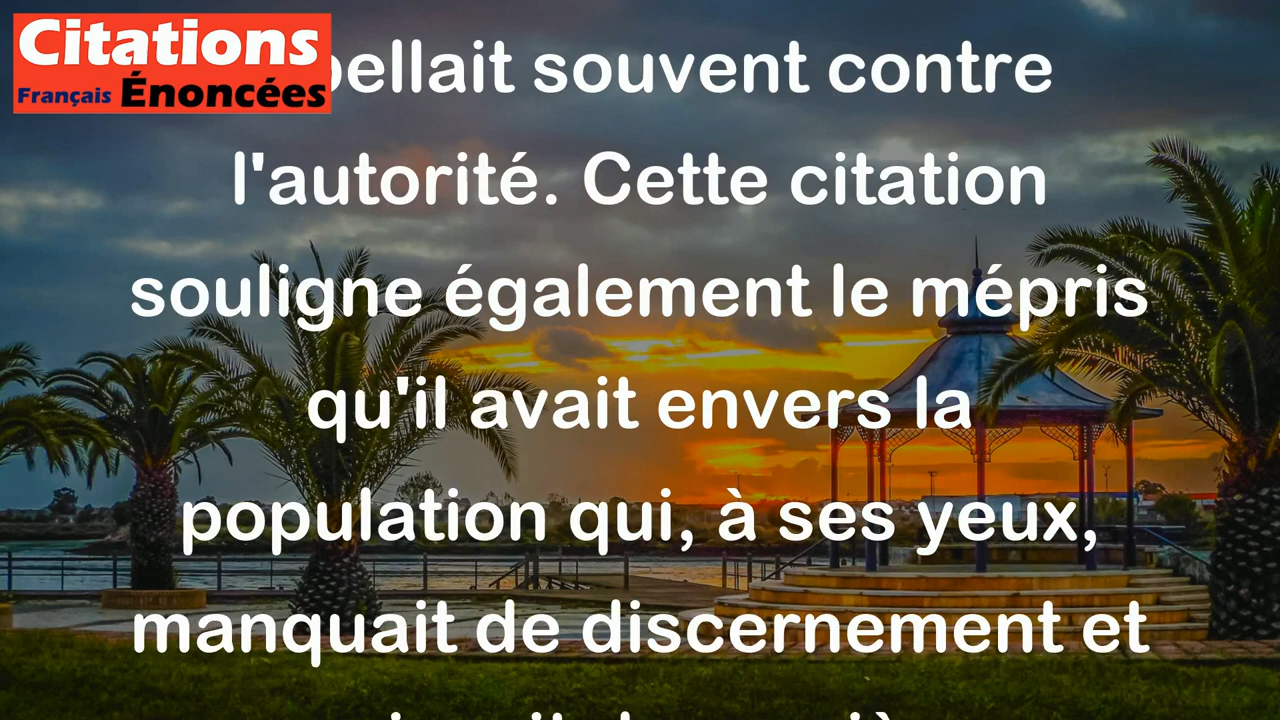 Citations
Français Énoncées
souvent contre
l'autorité. Cette citation
souligne également le mépris
qu'il avait envers la
population qui, à ses yeux,
manquait de discernement et